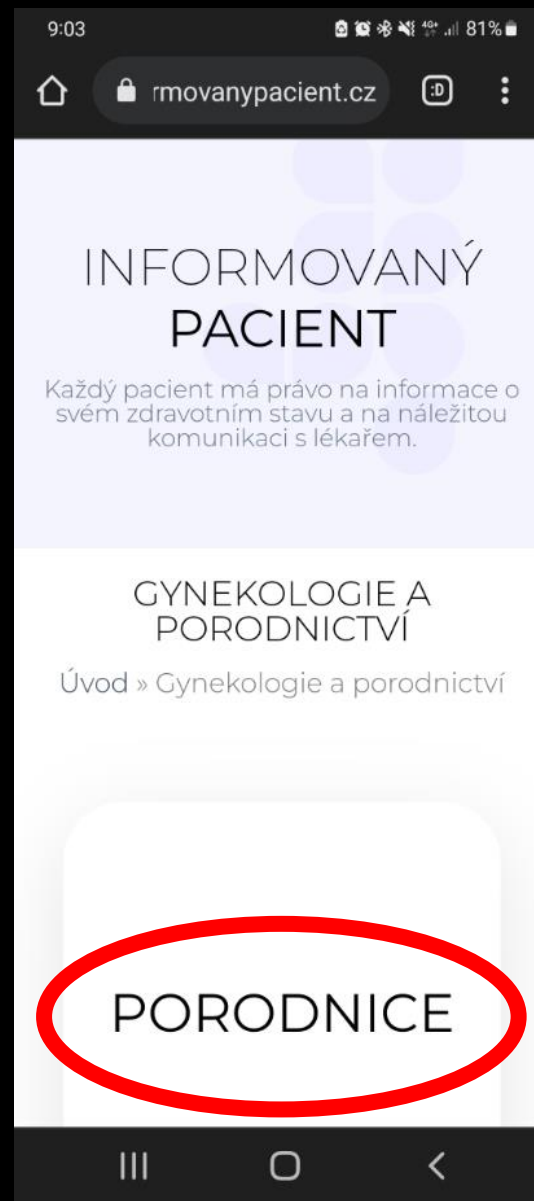 9:03
4G+ 81%
rmovanypacient.cz
:D
INFORMOVANÝ
PACIENT
Každý pacient má právo na informace o
svém zdravotním stavu a na náležitou
komunikaci s lékařem.
GYNEKOLOGIE A
PORODNICTVÍ
Úvod » Gynekologie a porodnictví
PORODNICE